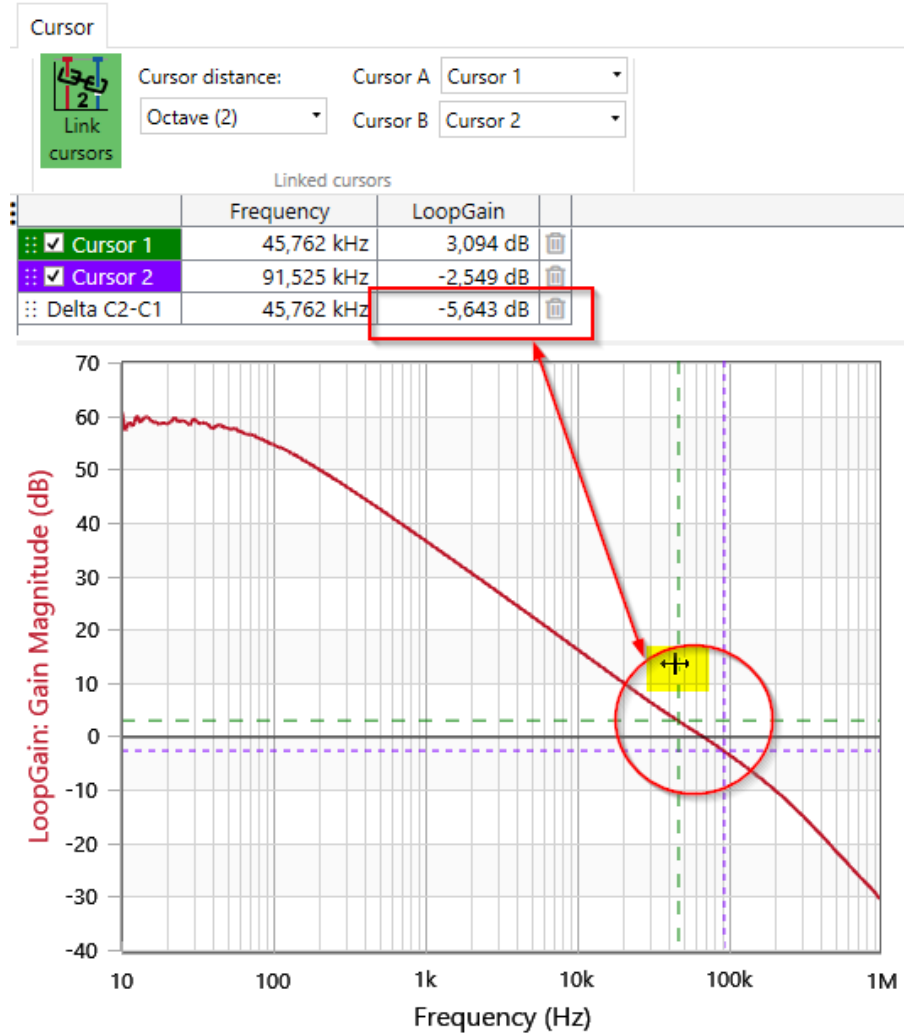 Cursor
2
Link
cursors
Cursor distance:
Octave (2)
Cursor A Cursor 1
Cursor B Cursor 2
Linked cursors
Frequency LoopGain
Cursor 1 45,762 kHz 3,094 dB
Cursor 2 91,525 kHz -2,549 dB
Delta C2-C1 45,762 kHz -5,643 dB
70
60
50
40
30
20
10
0
-10
-20
-30
-40
LoopGain: Gain Magnitude (dB)
10 100 1k 10k 100k 1M
Frequency (Hz)